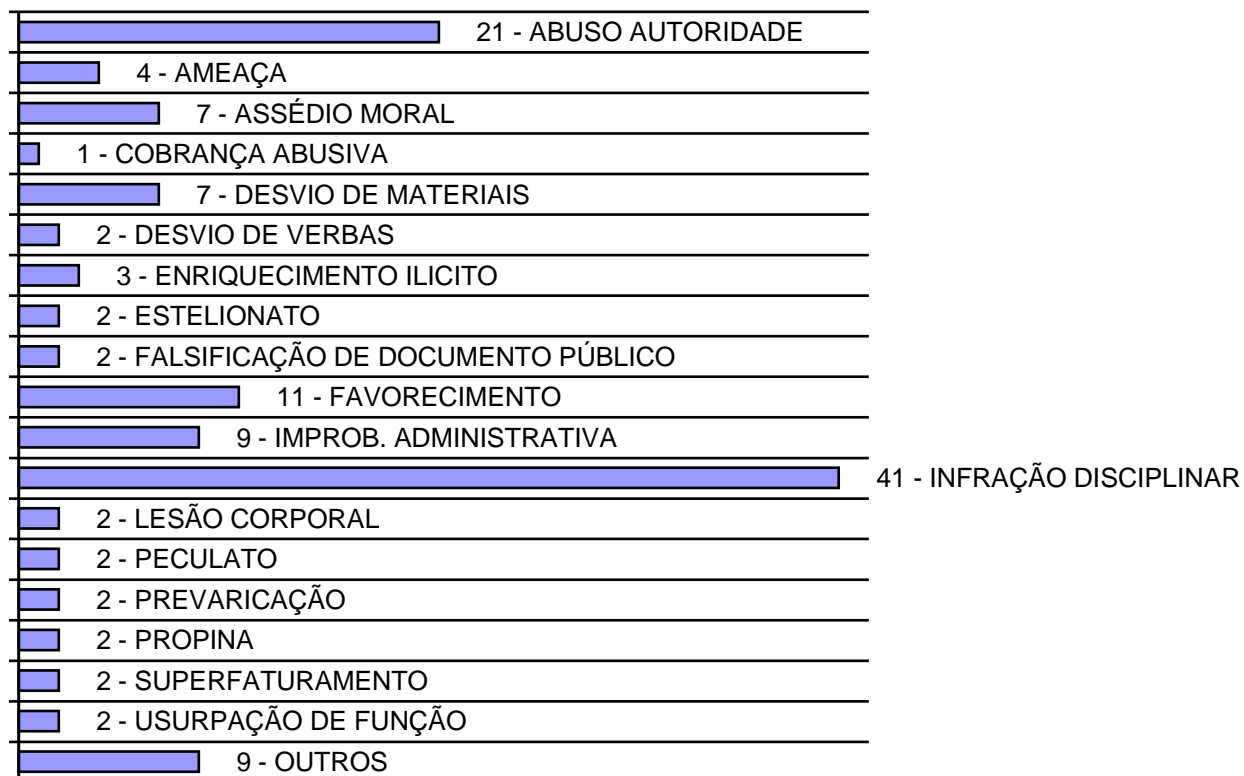 21 - ABUSO AUTORIDADE
4 - AMEAÇA
7 - ASSÉDIO MORAL
1 - COBRANÇA ABUSIVA
7 - DESVIO DE MATERIAIS
2 - DESVIO DE VERBAS
3 - ENRIQUECIMENTO ILICITO
2 - ESTELIONATO
2 - FALSIFICAÇÃO DE DOCUMENTO PÚBLICO
11 - FAVORECIMENTO
9 - IMPROB. ADMINISTRATIVA
41 - INFRAÇÃO DISCIPLINAR
2 - LESÃO CORPORAL
2 - PECULATO
2 - PREVARICAÇÃO
2 - PROPINA
2 - SUPERFATURAMENTO
2 - USURPAÇÃO DE FUNÇÃO
9 - OUTROS